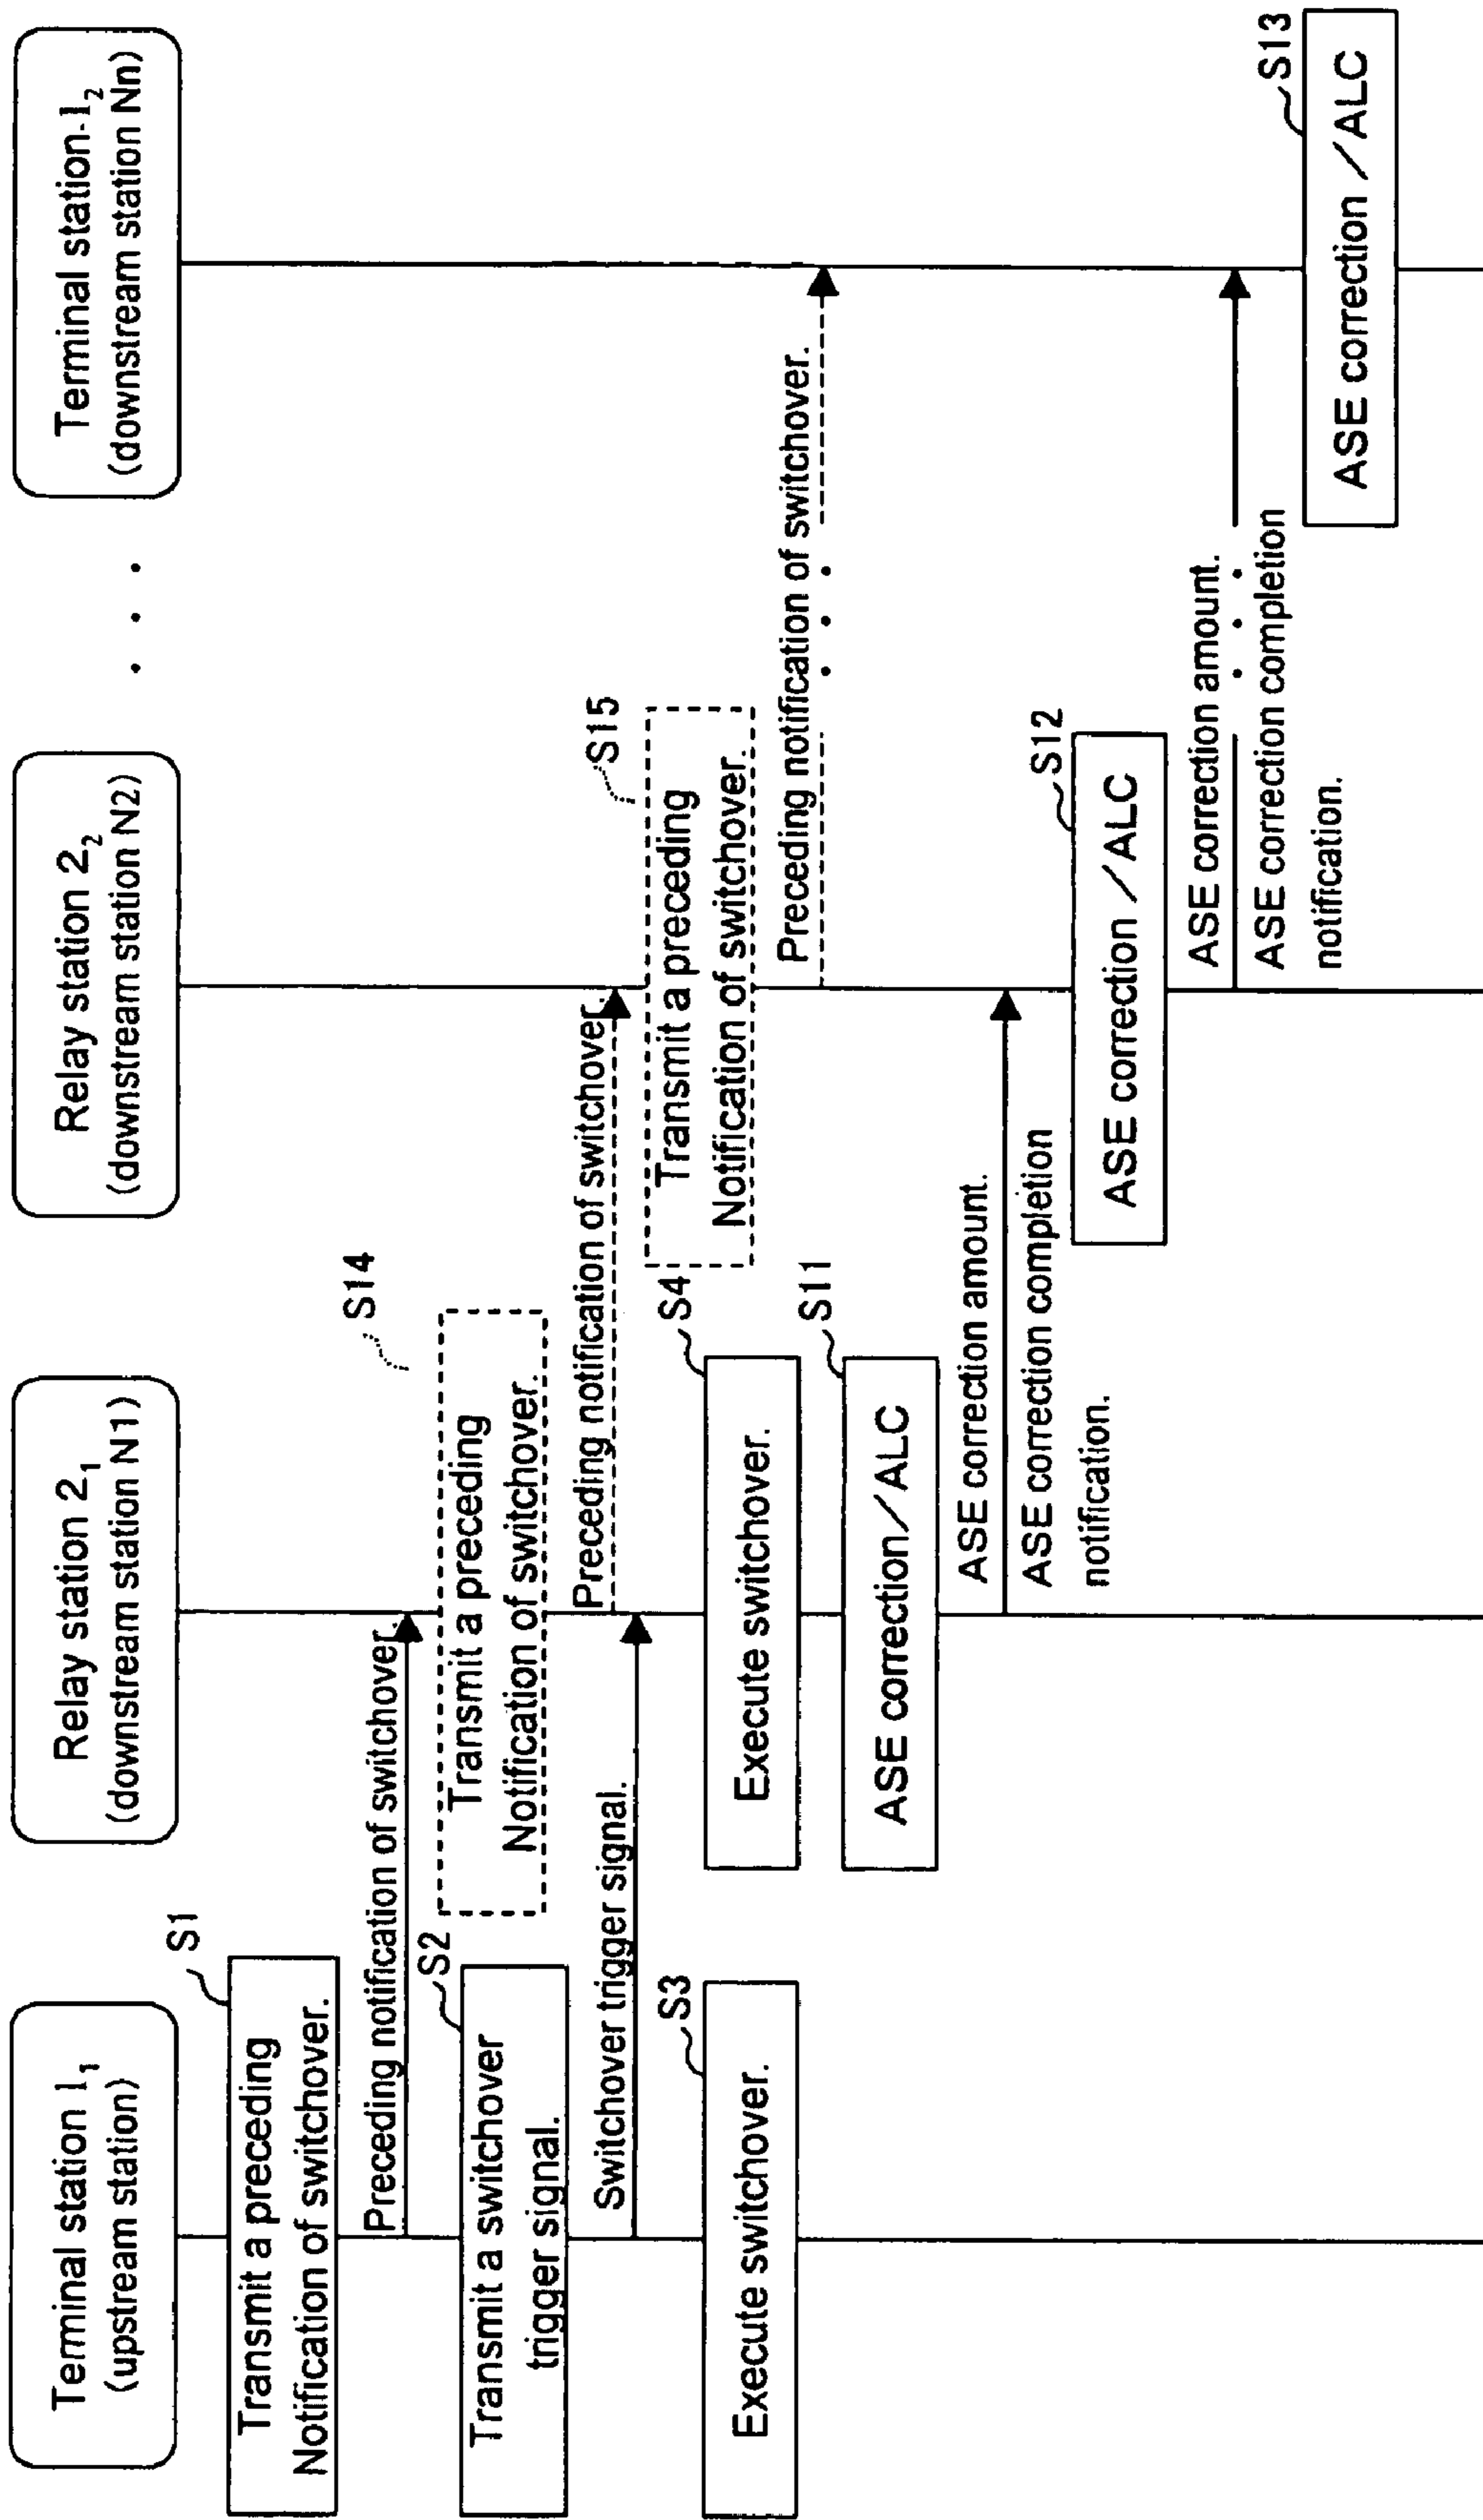 Terminal station 1₁
(upstream station)
Relay station 2₁
(downstream station N1)
Relay station 2₂
(downstream station N2)
. . .
Terminal station 1₂
(downstream station Nn)
S1
Transmit a preceding
Notification of switchover.
Preceding notification of switchover.
S14
Transmit a preceding
Notification of switchover.
S2
Transmit a switchover
trigger signal.
Preceding notification of switchover.
Switchover trigger signal.
S15
Transmit a preceding
Notification of switchover.
Preceding notification of switchover.
. . .
S3
Execute switchover.
S4
Execute switchover.
S11
ASE correction/ALC
ASE correction amount.
ASE correction completion
notification.
S12
ASE correction /ALC
ASE correction amount.
. . .
ASE correction completion
notification.
S13
ASE correction /ALC